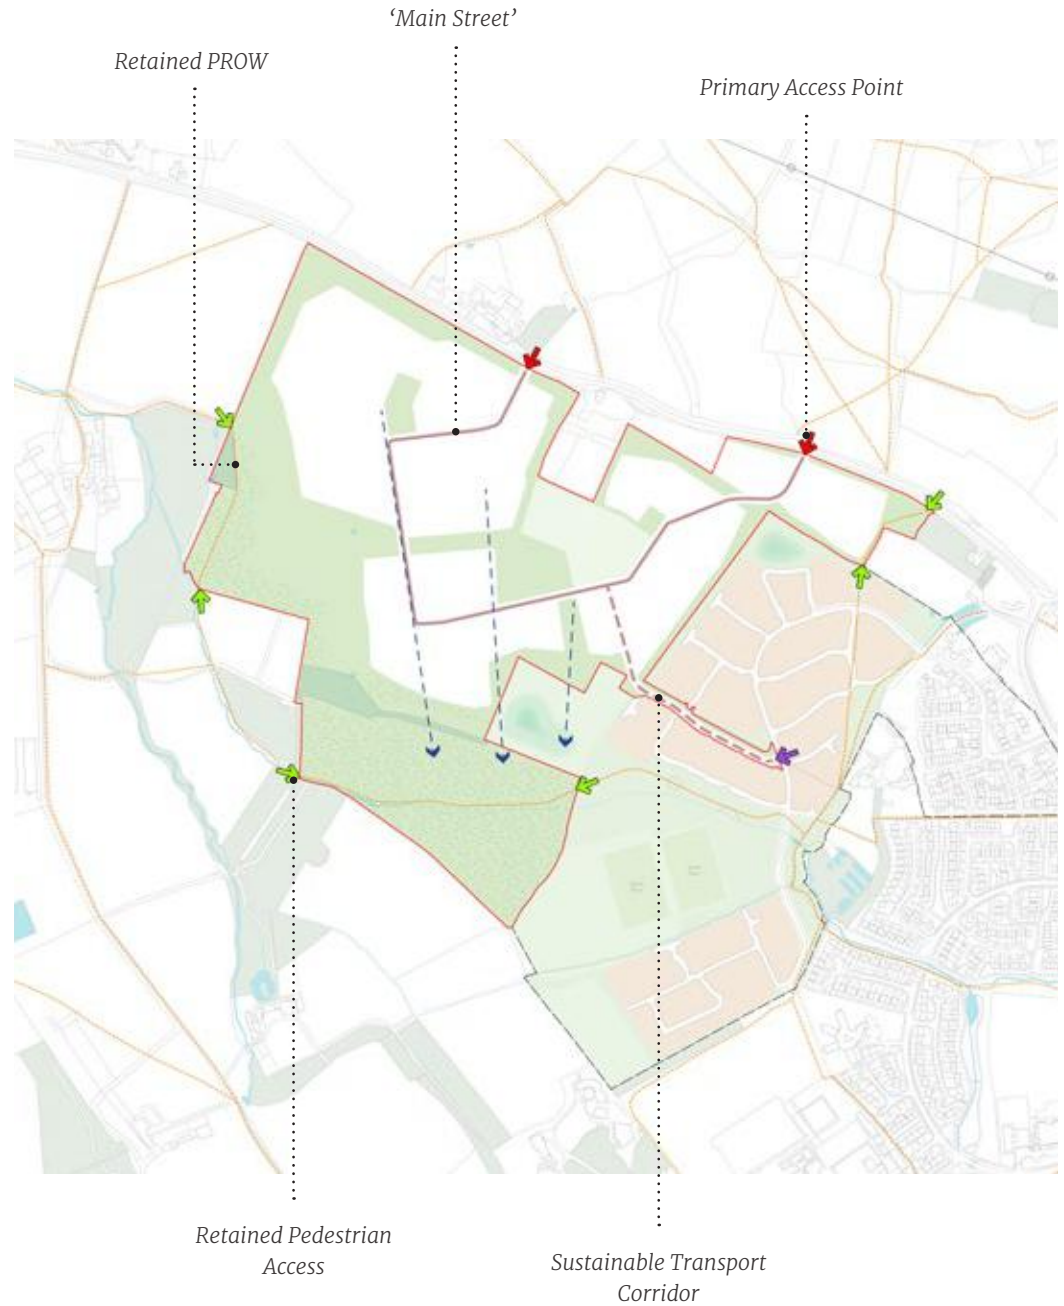 ‘Main Street’
Retained PROW
Primary Access Point
Retained Pedestrian
Access
Sustainable Transport
Corridor